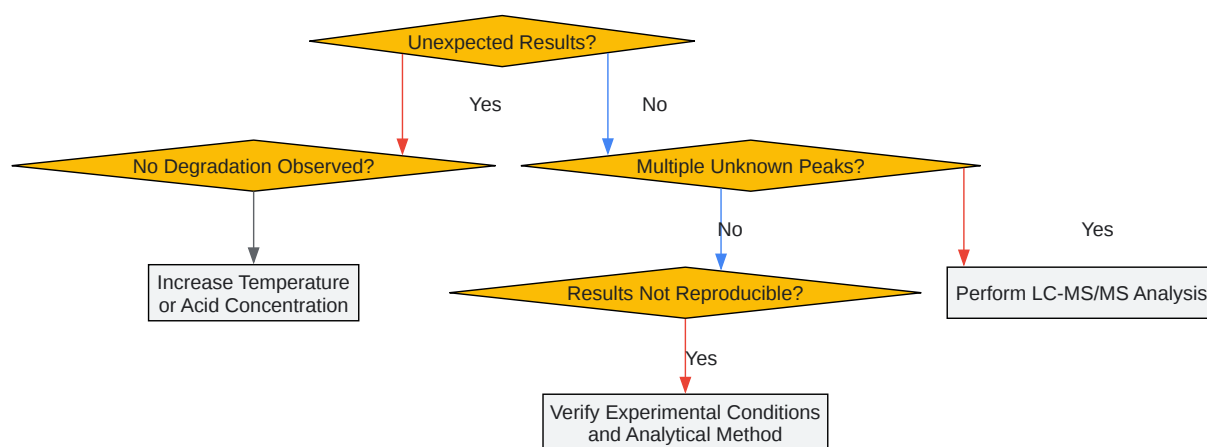 Unexpected Results?
Yes
No
No Degradation Observed?
Multiple Unknown Peaks?
No
Yes
Increase Temperature
or Acid Concentration
Results Not Reproducible?
Perform LC-MS/MS Analysis
Yes
Verify Experimental Conditions
and Analytical Method